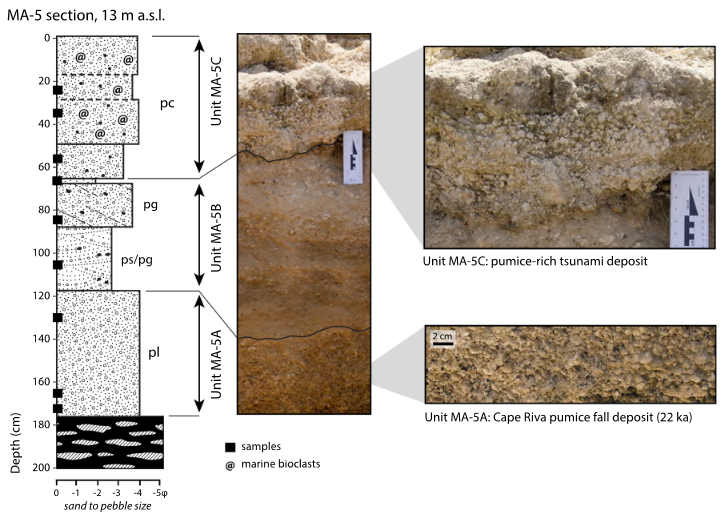 MA-5 section, 13 m a.s.l.
0
20
40
60
80
100
120
140
160
180
200
Depth (cm)
@ @
@
@ @
@
pc
pg
ps/pg
pl
Unit MA-5C
Unit MA-5B
Unit MA-5A
Unit MA-5C: pumice-rich tsunami deposit
2 cm
Unit MA-5A: Cape Riva pumice fall deposit (22 ka)
samples
@ marine bioclasts
0 -1 -2 -3 -4 -5φ
sand to pebble size